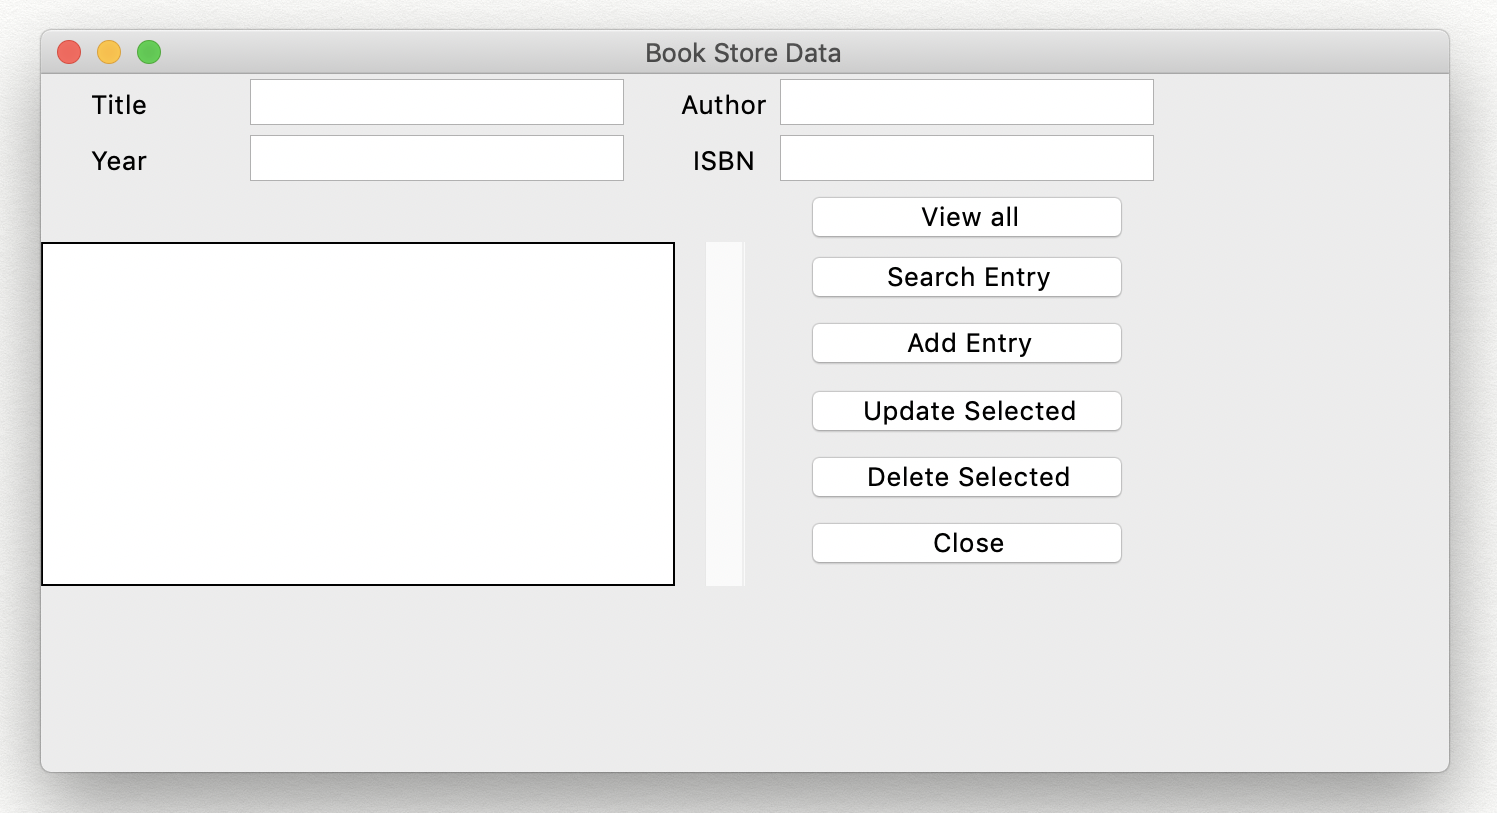 Book Store Data
Title
Author
Year
ISBN
View all
Search Entry
Add Entry
Update Selected
Delete Selected
Close